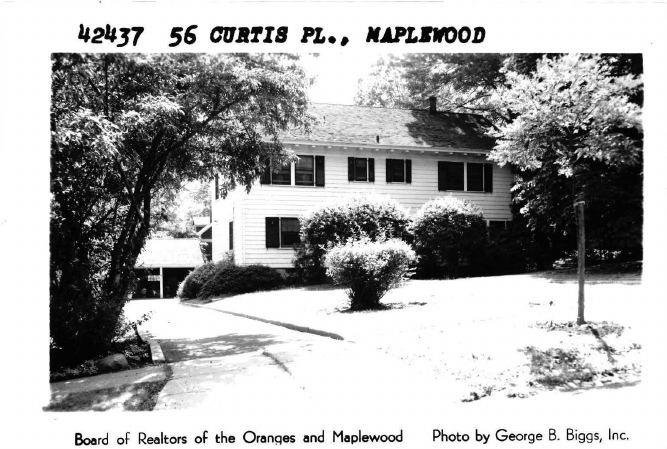 42437 56 CURTIS PL., MAPLEWOOD
Board of Realtors of the Oranges and Maplewood Photo by George B. Biggs, Inc.